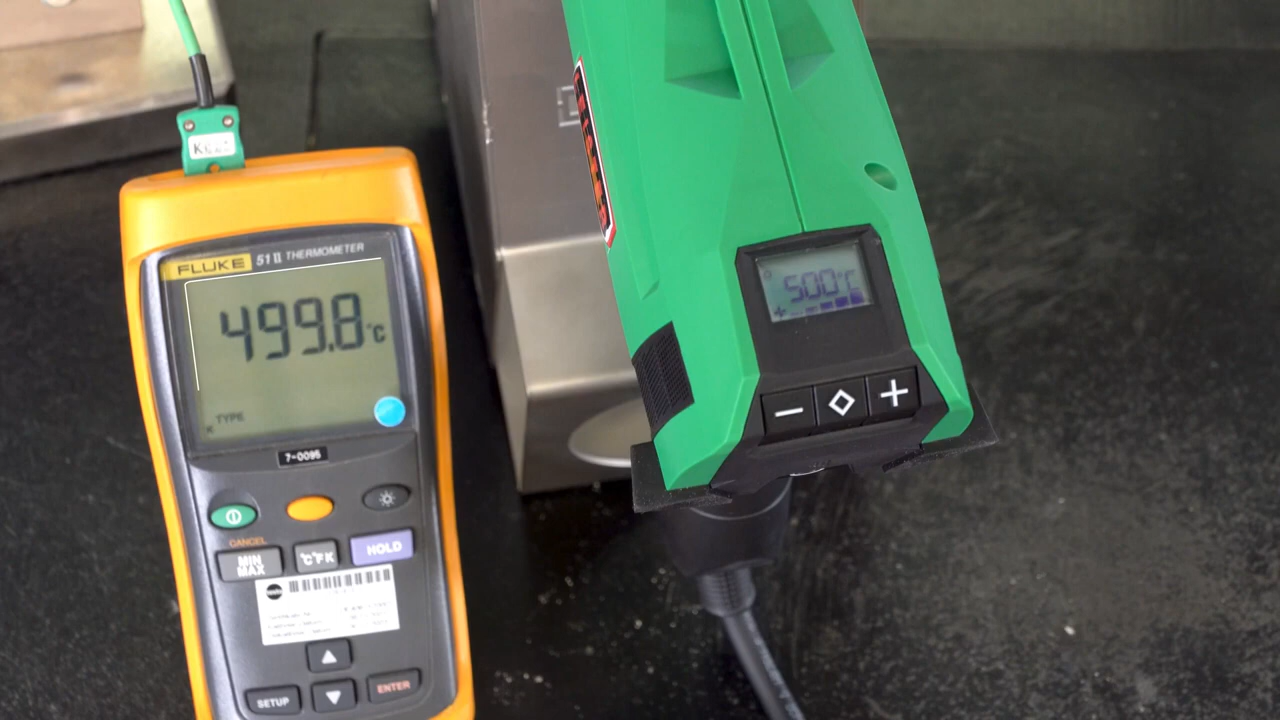 K
FLUKE 51 II THERMOMETER
499.8 °C
TYPE
K
7-0095
CANCEL
MIN MAX
°C °F K
HOLD
SETUP
ENTER
500°C